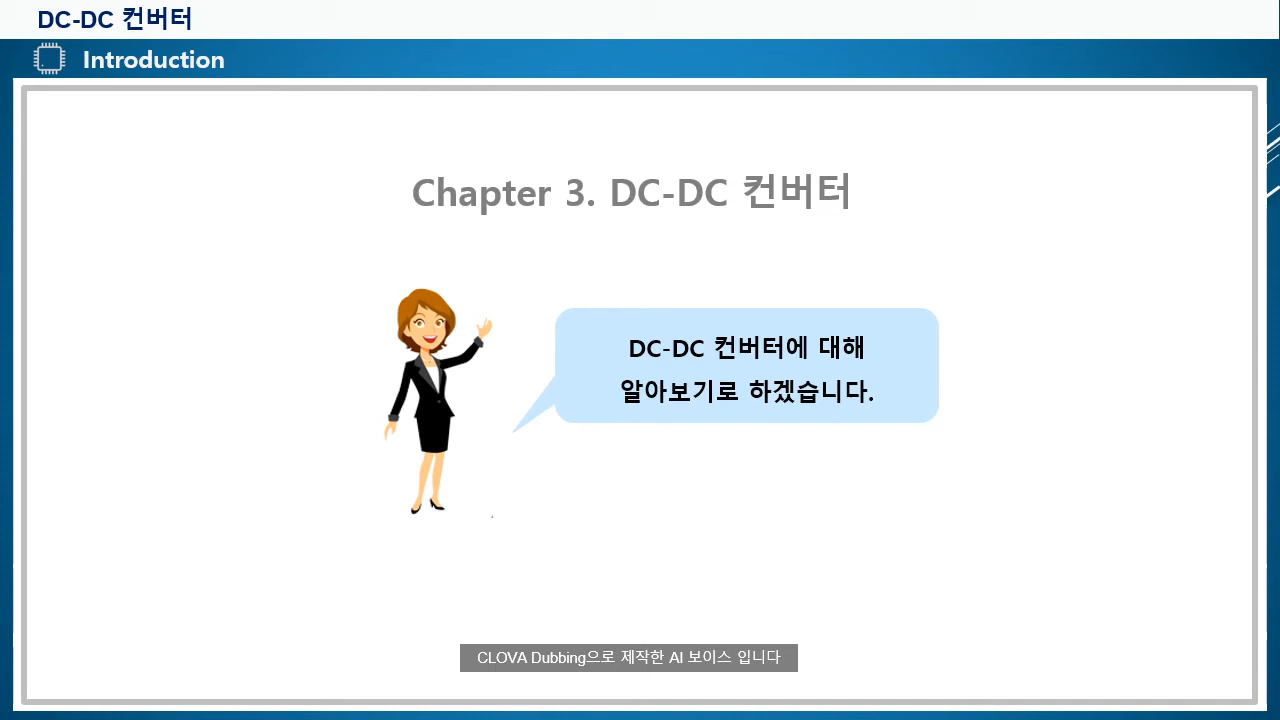 DC-DC 컨버터
Introduction
Chapter 3. DC-DC 컨버터
DC-DC 컨버터에 대해
알아보기로 하겠습니다.
CLOVA Dubbing으로 제작한 AI 보이스 입니다